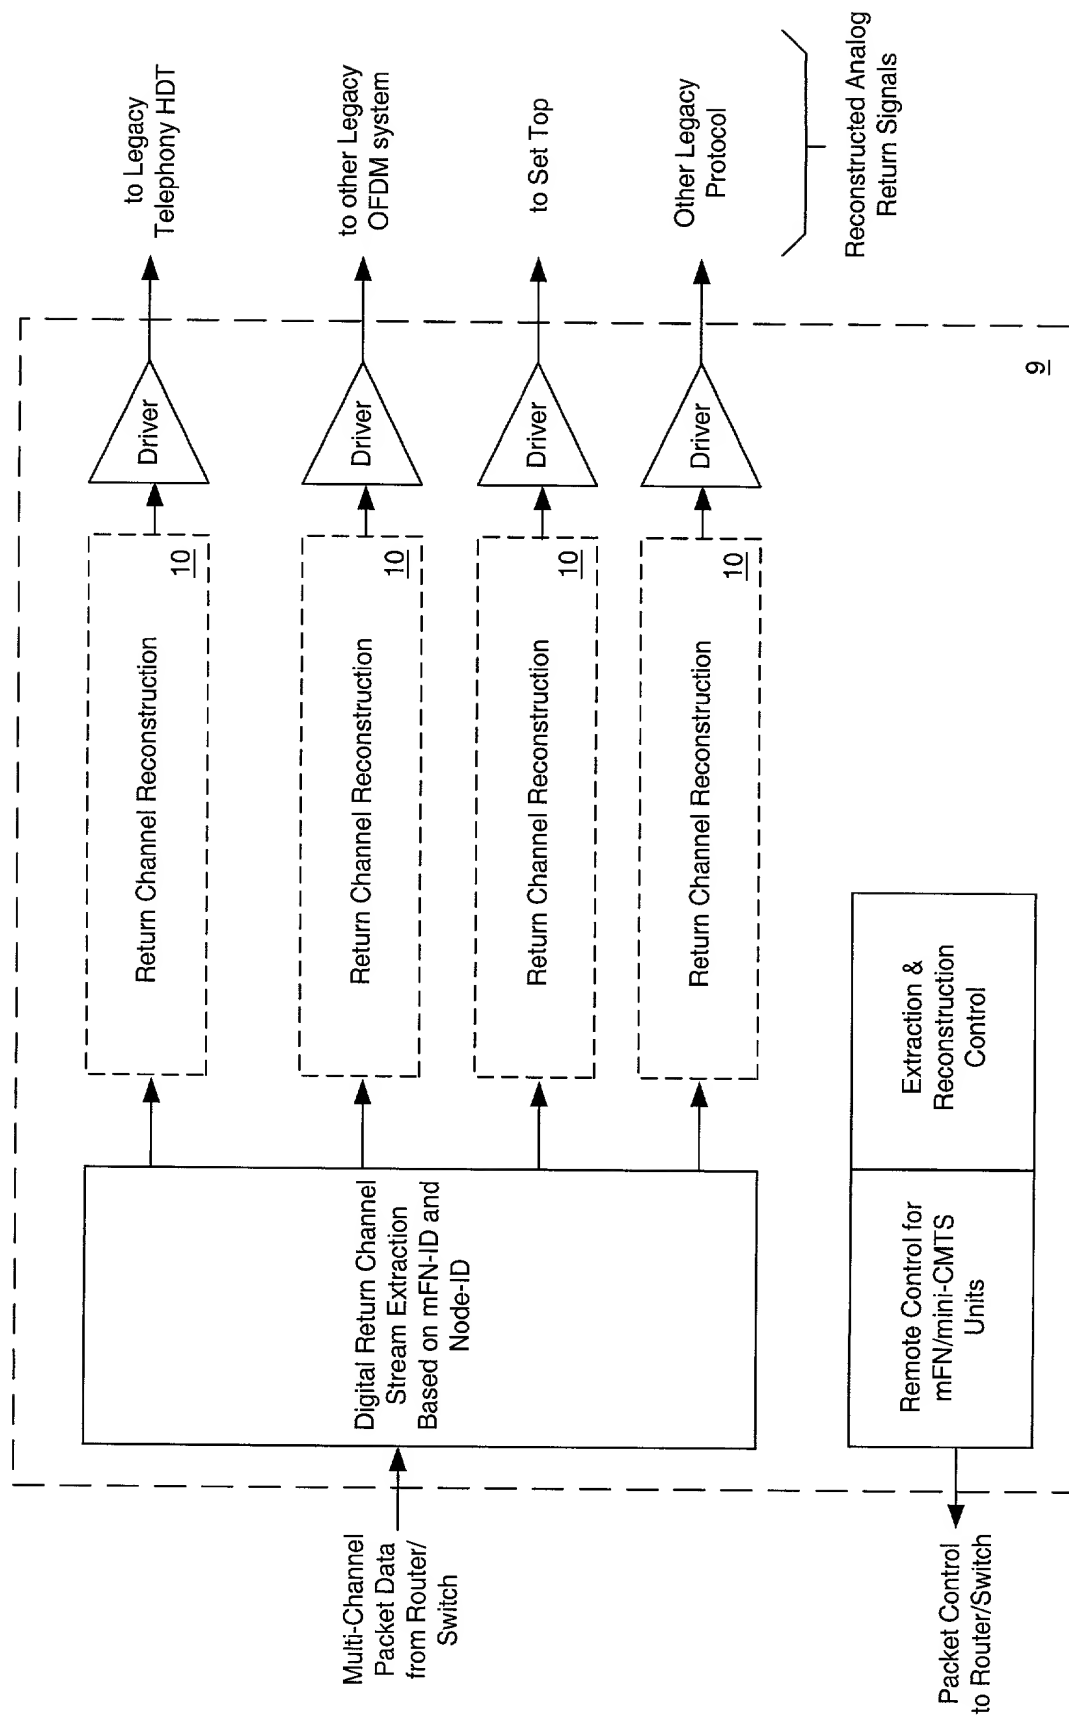 Multi-Channel
Packet Data
from Router/
Switch
Digital Return Channel
Stream Extraction
Based on mFN-ID and
Node-ID
Return Channel Reconstruction
10
Driver
to Legacy
Telephony HDT
Return Channel Reconstruction
10
Driver
to other Legacy
OFDM system
Return Channel Reconstruction
10
Driver
to Set Top
Return Channel Reconstruction
10
Driver
Other Legacy
Protocol
Reconstructed Analog
Return Signals
Packet Control
to Router/Switch
Remote Control for
mFN/mini-CMTS
Units
Extraction &
Reconstruction
Control
9